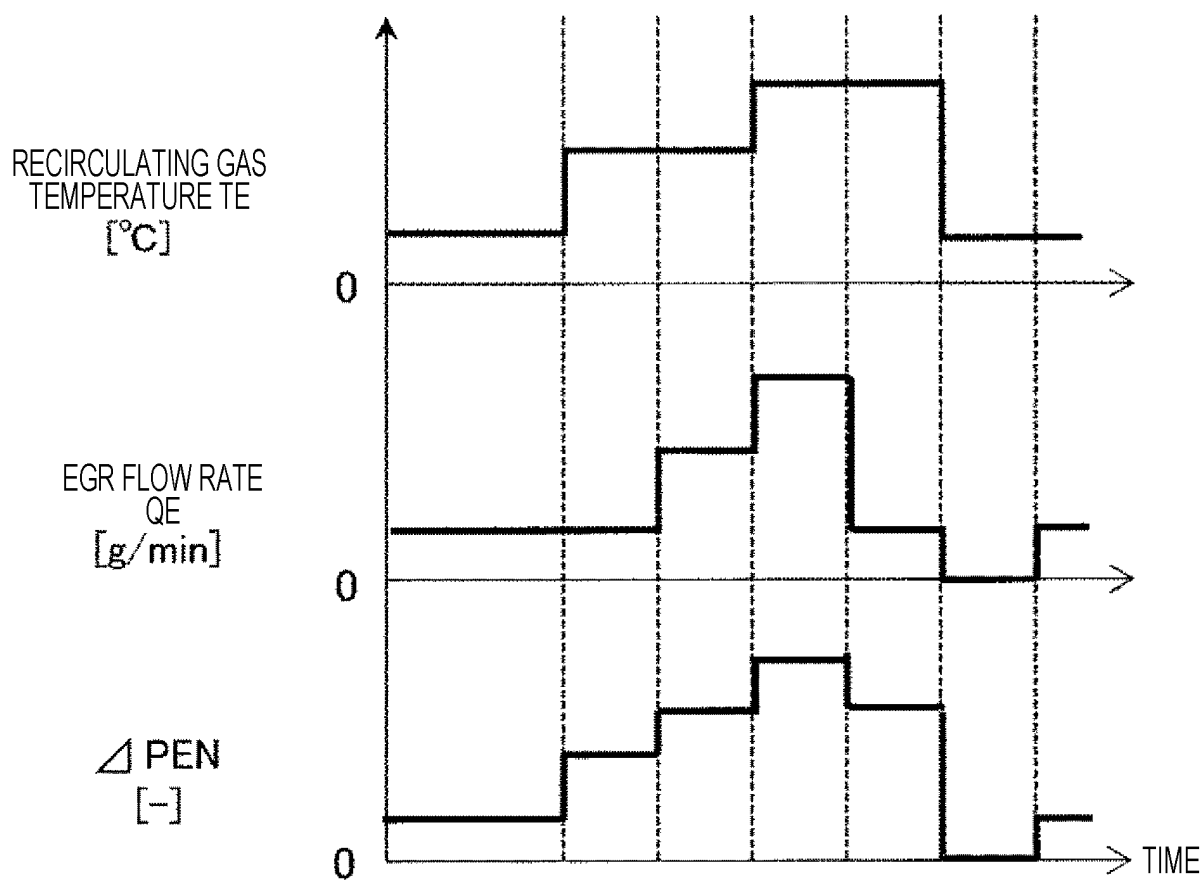 RECIRCULATING GAS
TEMPERATURE TE
[°C]
0
EGR FLOW RATE
QE
[g/min]
0
⊿ PEN
[-]
0
TIME